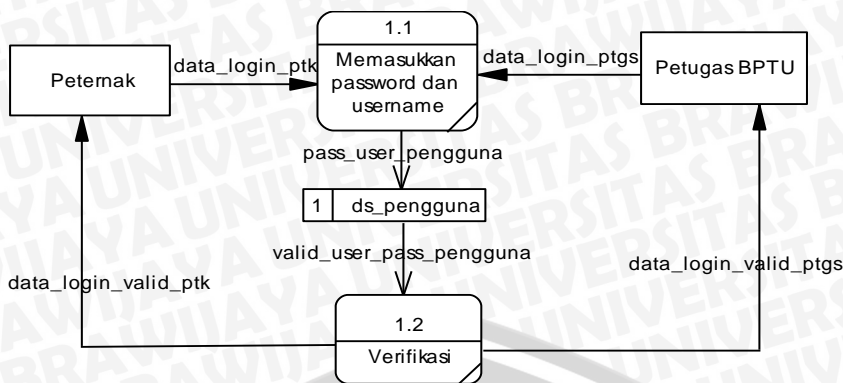 1.1
Memasukkan
password dan
username
Peternak
data_login_ptk
data_login_ptgs
Petugas BPTU
pass_user_pengguna
1 ds_pengguna
valid_user_pass_pengguna
data_login_valid_ptk
data_login_valid_ptgs
1.2
Verifikasi